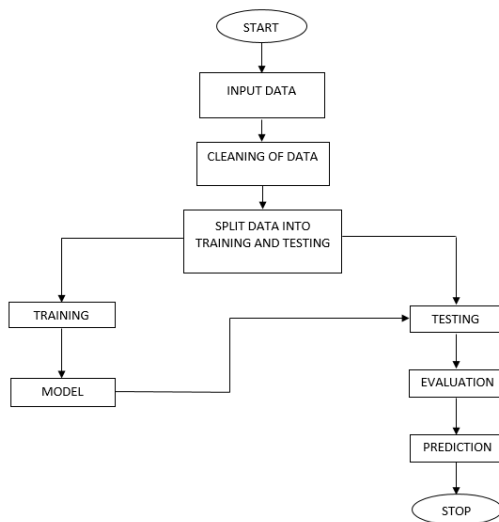 START
INPUT DATA
CLEANING OF DATA
SPLIT DATA INTO
TRAINING AND TESTING
TRAINING
MODEL
TESTING
EVALUATION
PREDICTION
STOP